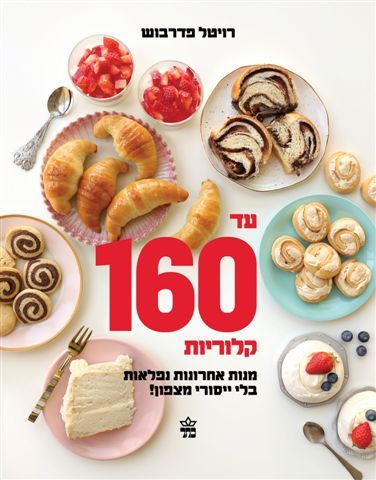 רויטל פדרבוש
עד
160
קלוריות
מנות אחרונות נפלאות
בלי ייסורי מצפון!
כתר